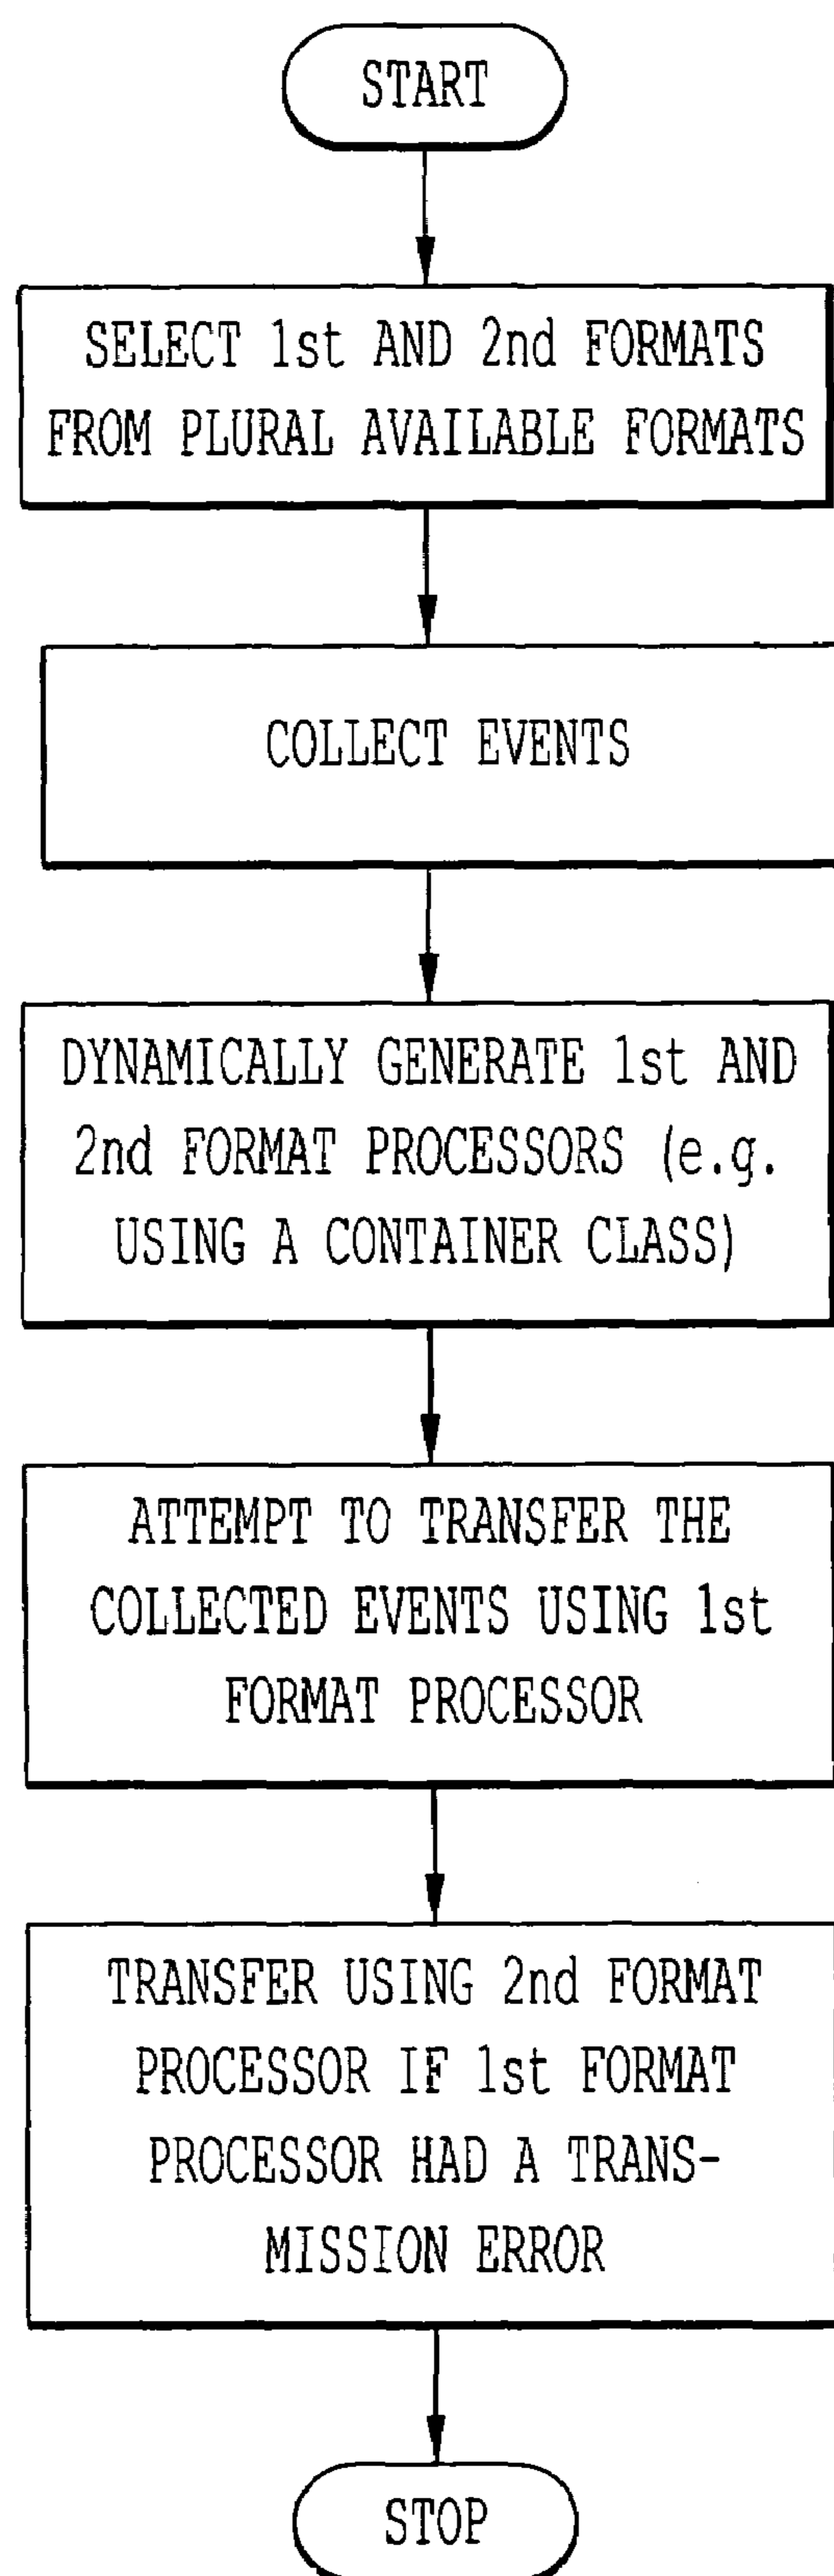 START
SELECT 1st AND 2nd FORMATS
FROM PLURAL AVAILABLE FORMATS
COLLECT EVENTS
DYNAMICALLY GENERATE 1st AND
2nd FORMAT PROCESSORS (e.g.
USING A CONTAINER CLASS)
ATTEMPT TO TRANSFER THE
COLLECTED EVENTS USING 1st
FORMAT PROCESSOR
TRANSFER USING 2nd FORMAT
PROCESSOR IF 1st FORMAT
PROCESSOR HAD A TRANS-
MISSION ERROR
STOP